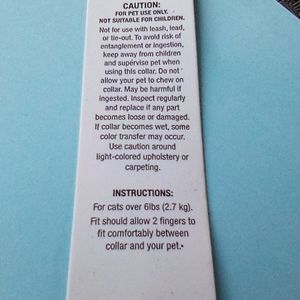 CAUTION:
FOR PET USE ONLY.
NOT SUITABLE FOR CHILDREN.
Not for use with leash, lead,
or tie-out. To avoid risk of
entanglement or ingestion,
keep away from children
and supervise pet when
using this collar. Do not
allow your pet to chew on
collar. May be harmful if
ingested. Inspect regularly
and replace if any part
becomes loose or damaged.
If collar becomes wet, some
color transfer may occur.
Use caution around
light-colored upholstery or
carpeting.
INSTRUCTIONS:
For cats over 6lbs (2.7 kg).
Fit should allow 2 fingers to
fit comfortably between
collar and your pet.